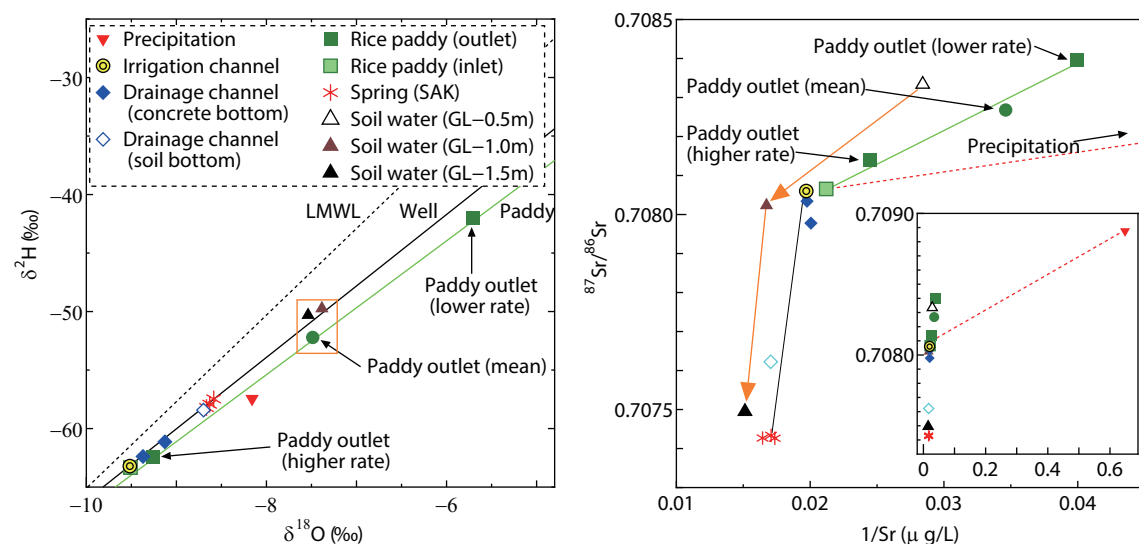 Precipitation
Irrigation channel
Drainage channel
(concrete bottom)
Drainage channel
(soil bottom)
Rice paddy (outlet)
Rice paddy (inlet)
Spring (SAK)
Soil water (GL−0.5m)
Soil water (GL−1.0m)
Soil water (GL−1.5m)
LMWL
Well
Paddy
Paddy outlet
(lower rate)
Paddy outlet (mean)
Paddy outlet
(higher rate)
−30
−40
−50
−60
δ²H (‰)
−10
−8
−6
δ¹⁸O (‰)
0.7085
0.7080
0.7075
⁸⁷Sr/⁸⁶Sr
Paddy outlet (lower rate)
Paddy outlet (mean)
Paddy outlet
(higher rate)
Precipitation
0.7090
0.7080
0
0.2
0.4
0.6
0.01
0.02
0.03
0.04
1/Sr (μ g/L)